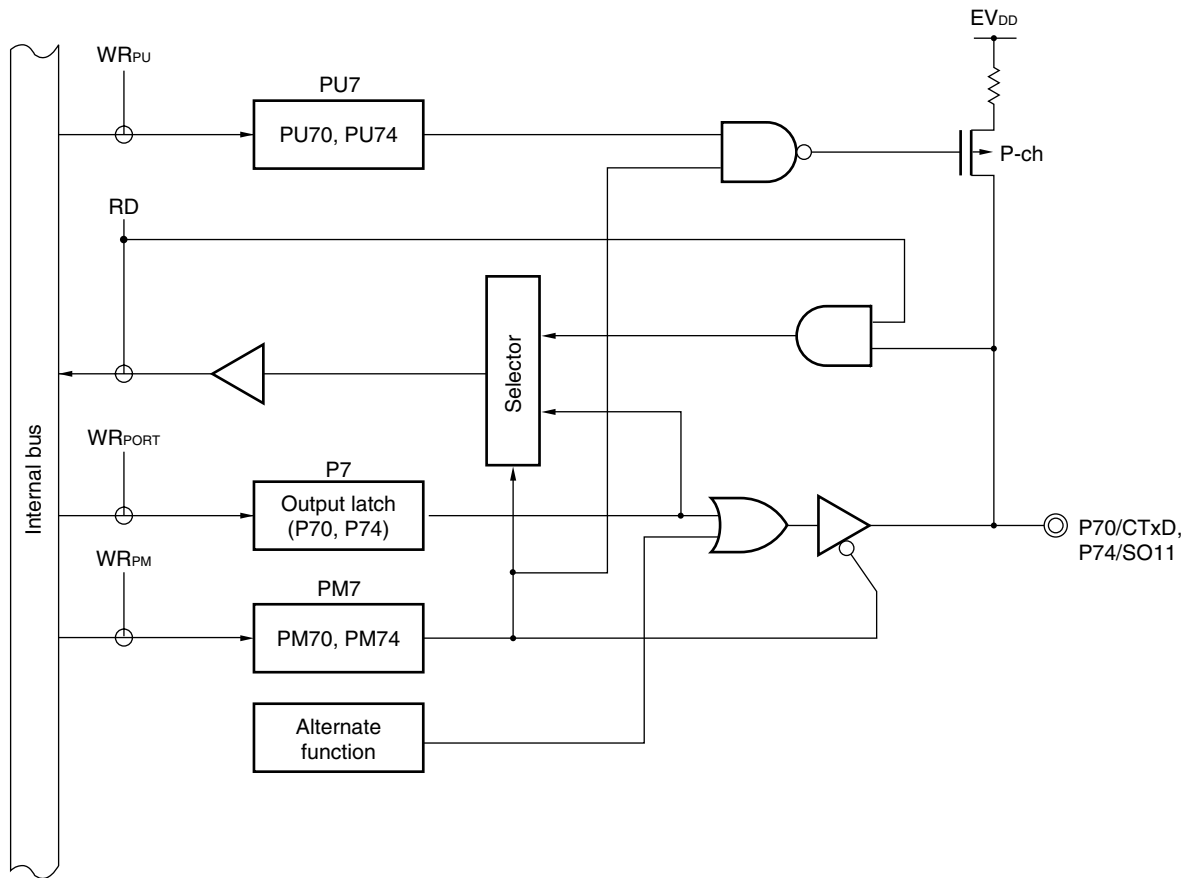 EVDD
WRPU
PU7
PU70, PU74
P-ch
RD
Selector
Internal bus
WRPORT
P7
Output latch
(P70, P74)
P70/CTxD,
P74/SO11
WRPM
PM7
PM70, PM74
Alternate
function